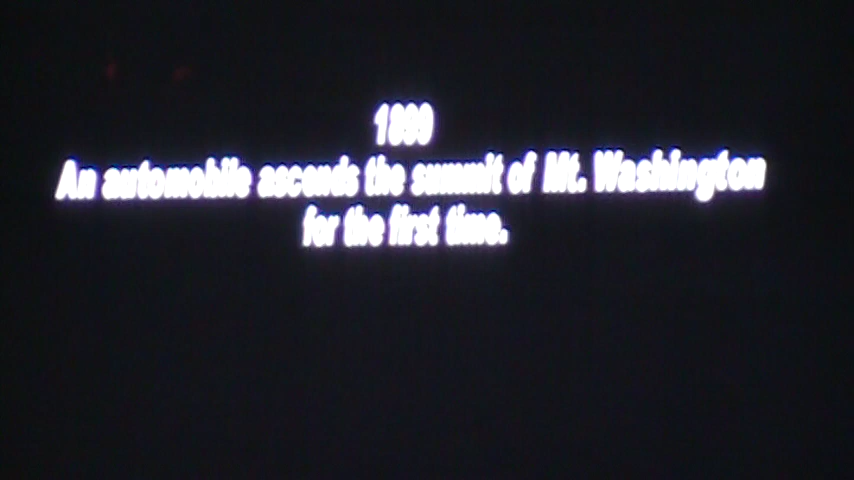 1899
An automobile ascends the summit of Mt. Washington
for the first time.